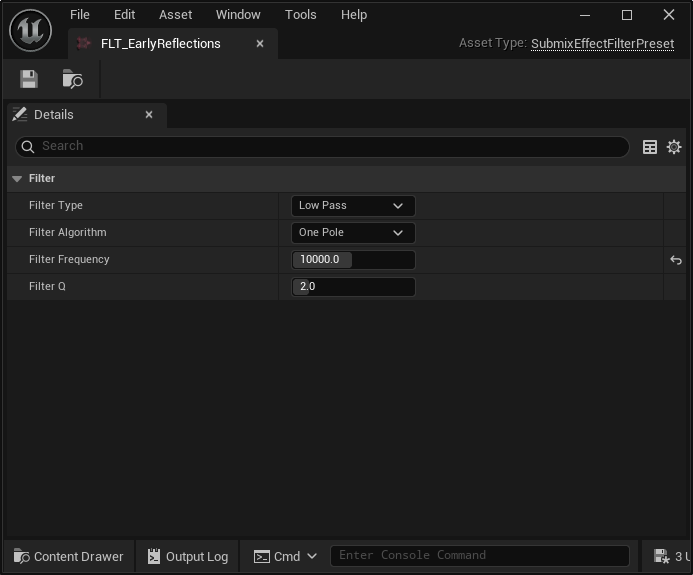 File Edit Asset Window Tools Help
FLT_EarlyReflections
Asset Type: SubmixEffectFilterPreset
Details
Search
Filter
Filter Type Low Pass
Filter Algorithm One Pole
Filter Frequency 10000.0
Filter Q 2.0
Content Drawer Output Log Cmd Enter Console Command 3 U